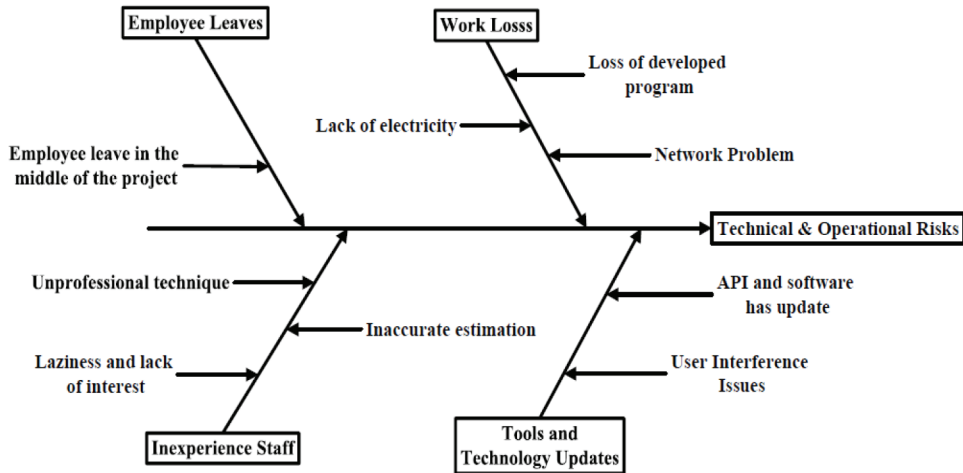 Employee Leaves
Work Losss
Loss of developed
program
Lack of electricity
Network Problem
Employee leave in the
middle of the project
Technical & Operational Risks
Unprofessional technique
API and software
has update
Inaccurate estimation
Laziness and lack
of interest
User Interference
Issues
Inexperience Staff
Tools and
Technology Updates